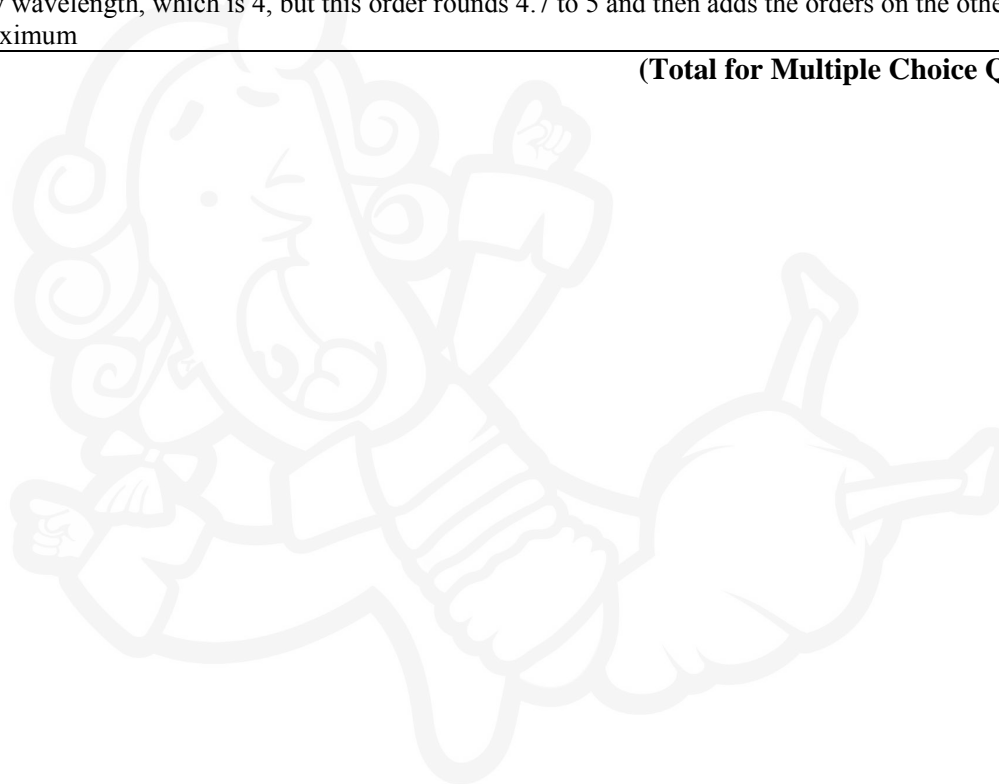 wavelength, which is 4, but this order rounds 4.7 to 5 and then adds the orders on the
ximum
(Total for Multiple Choice